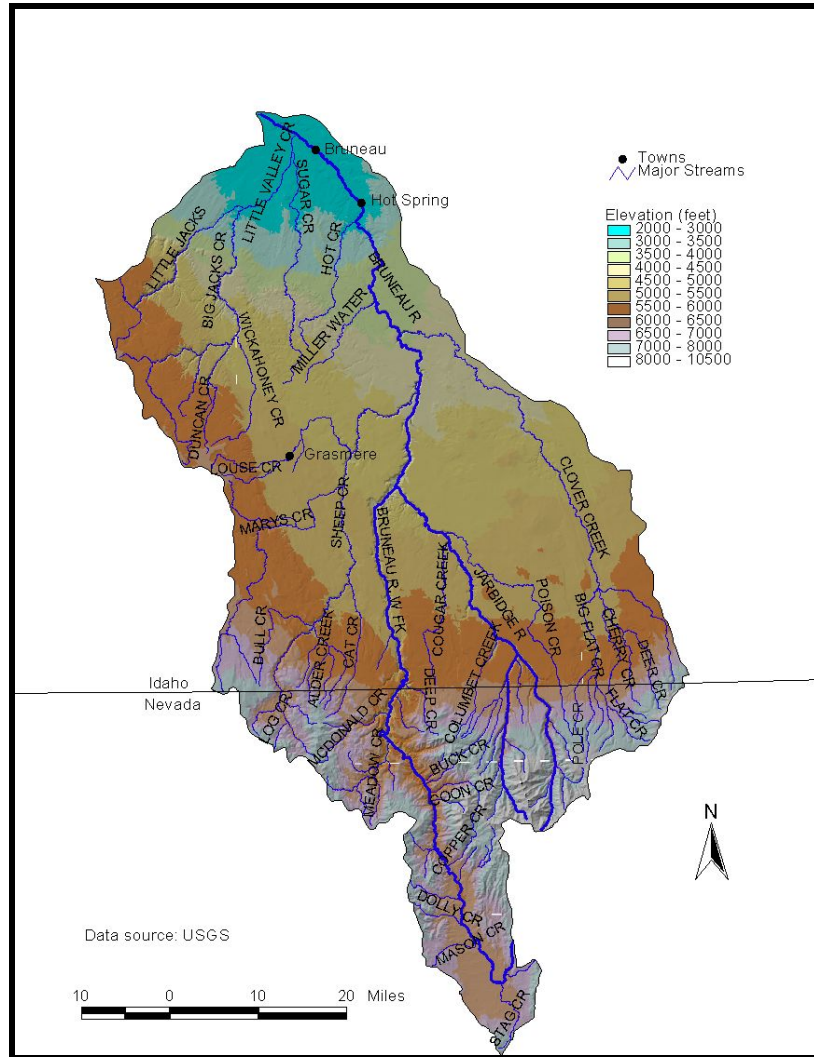 Bruneau
Hot Spring
Towns
Major Streams
Elevation (feet)
2000 - 3000
3000 - 3500
3500 - 4000
4000 - 4500
4500 - 5000
5000 - 5500
5500 - 6000
6000 - 6500
6500 - 7000
7000 - 8000
8000 - 10500
LITTLE VALLEY CR
SUGAR CR
HOT CR
LITTLE JACKS
BIG JACKS CR
BRUNEAU R
MILLER WATER
WICKAHONEY CR
DUNCAN CR
Grasmere
LOUSE CR
CLOVER CREEK
SHEEP CR
MARYS CR
BRUNEAU R, W FK
COUGAR CREEK
JARBIDGE R
POISON CR
BIG FLAT CR
CHERRY CR
DEER CR
BULL CR
ALDER CREEK
CAT CR
DEEP CR
COLUMBET CREEK
FLAT CR
Idaho
Nevada
LOG CR
MCDONALD CR
MEADOW CR
BUCK CR
POLE CR
COON CR
COPPER CR
N
DOLLY CR
MASON CR
Data source: USGS
STAG CR
10 0 10 20 Miles